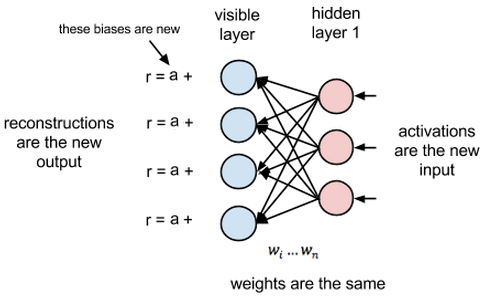 visible
layer
hidden
layer 1
these biases are new
r = a +
r = a +
r = a +
r = a +
reconstructions
are the new
output
activations
are the new
input
wᵢ ... wₙ
weights are the same